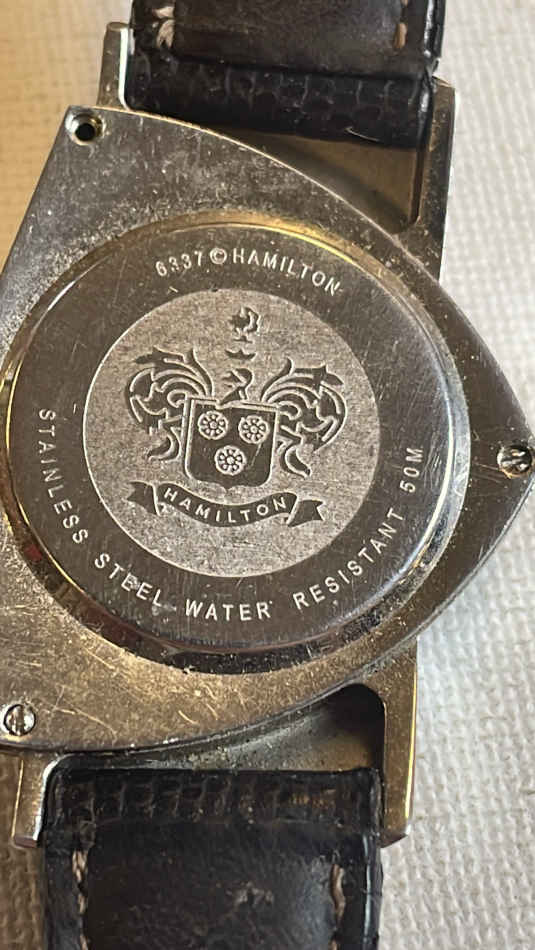 6337©HAMILTON
HAMILTON
STAINLESS STEEL WATER RESISTANT 50M